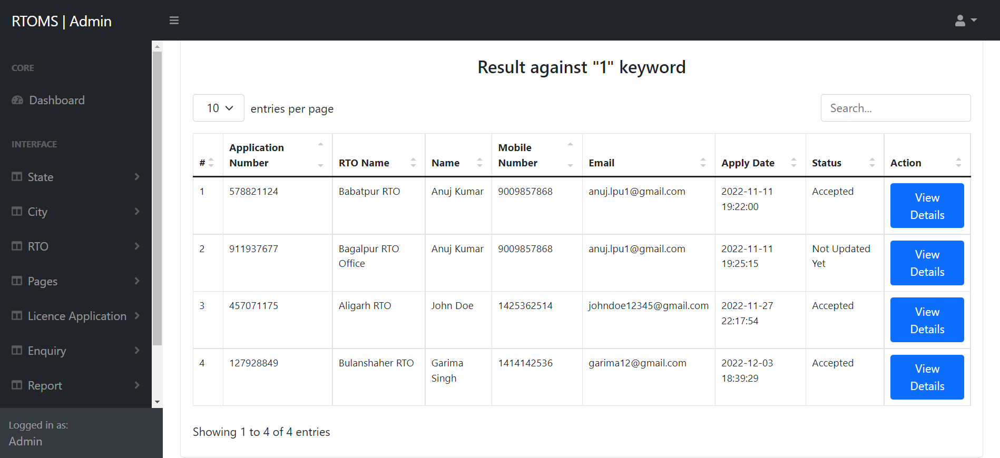 RTOMS | Admin
CORE
Dashboard
INTERFACE
State
City
RTO
Pages
Licence Application
Enquiry
Report
Logged in as:
Admin
Result against "1" keyword
10 entries per page
Search...
# Application Number RTO Name Name Mobile Number Email Apply Date Status Action
1 578821124 Babatpur RTO Anuj Kumar 9009857868 anuj.lpu1@gmail.com 2022-11-11 19:22:00 Accepted View Details
2 911937677 Bagalpur RTO Office Anuj Kumar 9009857868 anuj.lpu1@gmail.com 2022-11-11 19:25:15 Not Updated Yet View Details
3 457071175 Aligarh RTO John Doe 1425362514 johndoe12345@gmail.com 2022-11-27 22:17:54 Accepted View Details
4 127928849 Bulanshaher RTO Garima Singh 1414142536 garima12@gmail.com 2022-12-03 18:39:29 Accepted View Details
Showing 1 to 4 of 4 entries